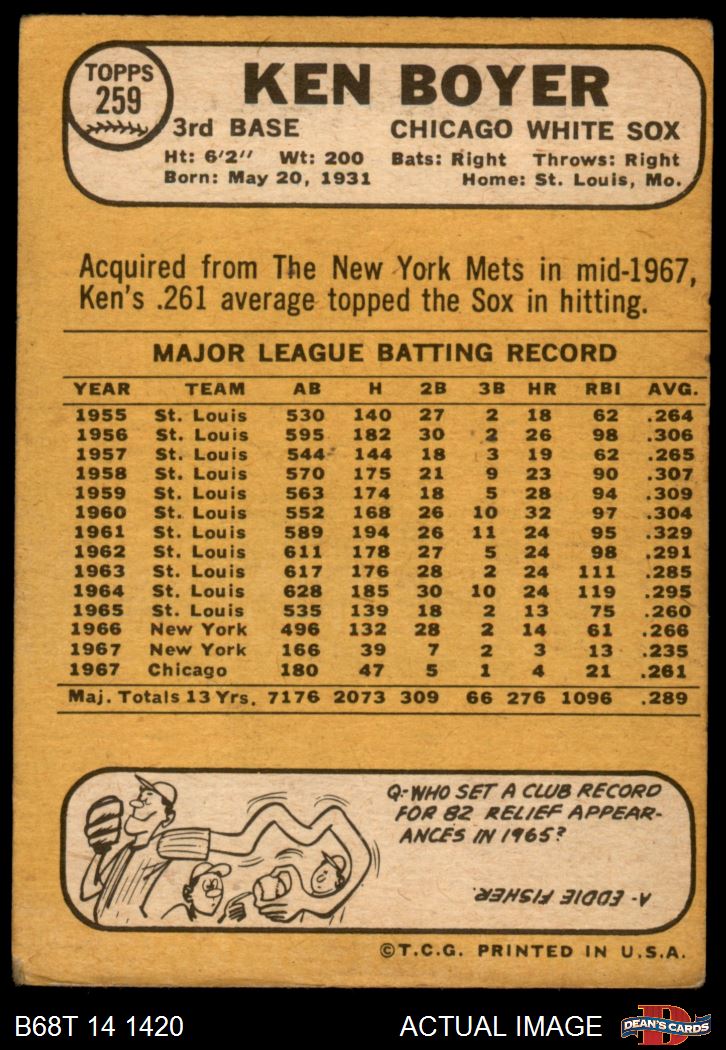 TOPPS
259
KEN BOYER
3rd BASE CHICAGO WHITE SOX
Ht: 6'2" Wt: 200 Bats: Right Throws: Right
Born: May 20, 1931 Home: St. Louis, Mo.
Acquired from The New York Mets in mid-1967,
Ken's .261 average topped the Sox in hitting.
MAJOR LEAGUE BATTING RECORD
YEAR TEAM AB H 2B 3B HR RBI AVG.
1955 St. Louis 530 140 27 2 18 62 .264
1956 St. Louis 595 182 30 2 26 98 .306
1957 St. Louis 544 144 18 3 19 62 .265
1958 St. Louis 570 175 21 9 23 90 .307
1959 St. Louis 563 174 18 5 28 94 .309
1960 St. Louis 552 168 26 10 32 97 .304
1961 St. Louis 589 194 26 11 24 95 .329
1962 St. Louis 611 178 27 5 24 98 .291
1963 St. Louis 617 176 28 2 24 111 .285
1964 St. Louis 628 185 30 10 24 119 .295
1965 St. Louis 535 139 18 2 13 75 .260
1966 New York 496 132 28 2 14 61 .266
1967 New York 166 39 7 2 3 13 .235
1967 Chicago 180 47 5 1 4 21 .261
Maj. Totals 13 Yrs. 7176 2073 309 66 276 1096 .289
Q-WHO SET A CLUB RECORD
FOR 82 RELIEF APPEAR-
ANCES IN 1965?
A- EDDIE FISHER.
©T.C.G. PRINTED IN U.S.A.
B68T 14 1420 ACTUAL IMAGE
D
DEAN'S CARDS